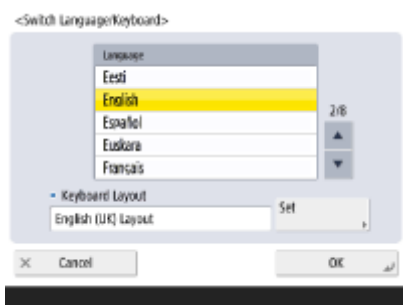 <Switch Language/Keyboard>
Language
Eesti
English
Español
Euskara
Français
2/8
Keyboard Layout
English (UK) Layout
Set
Cancel
OK